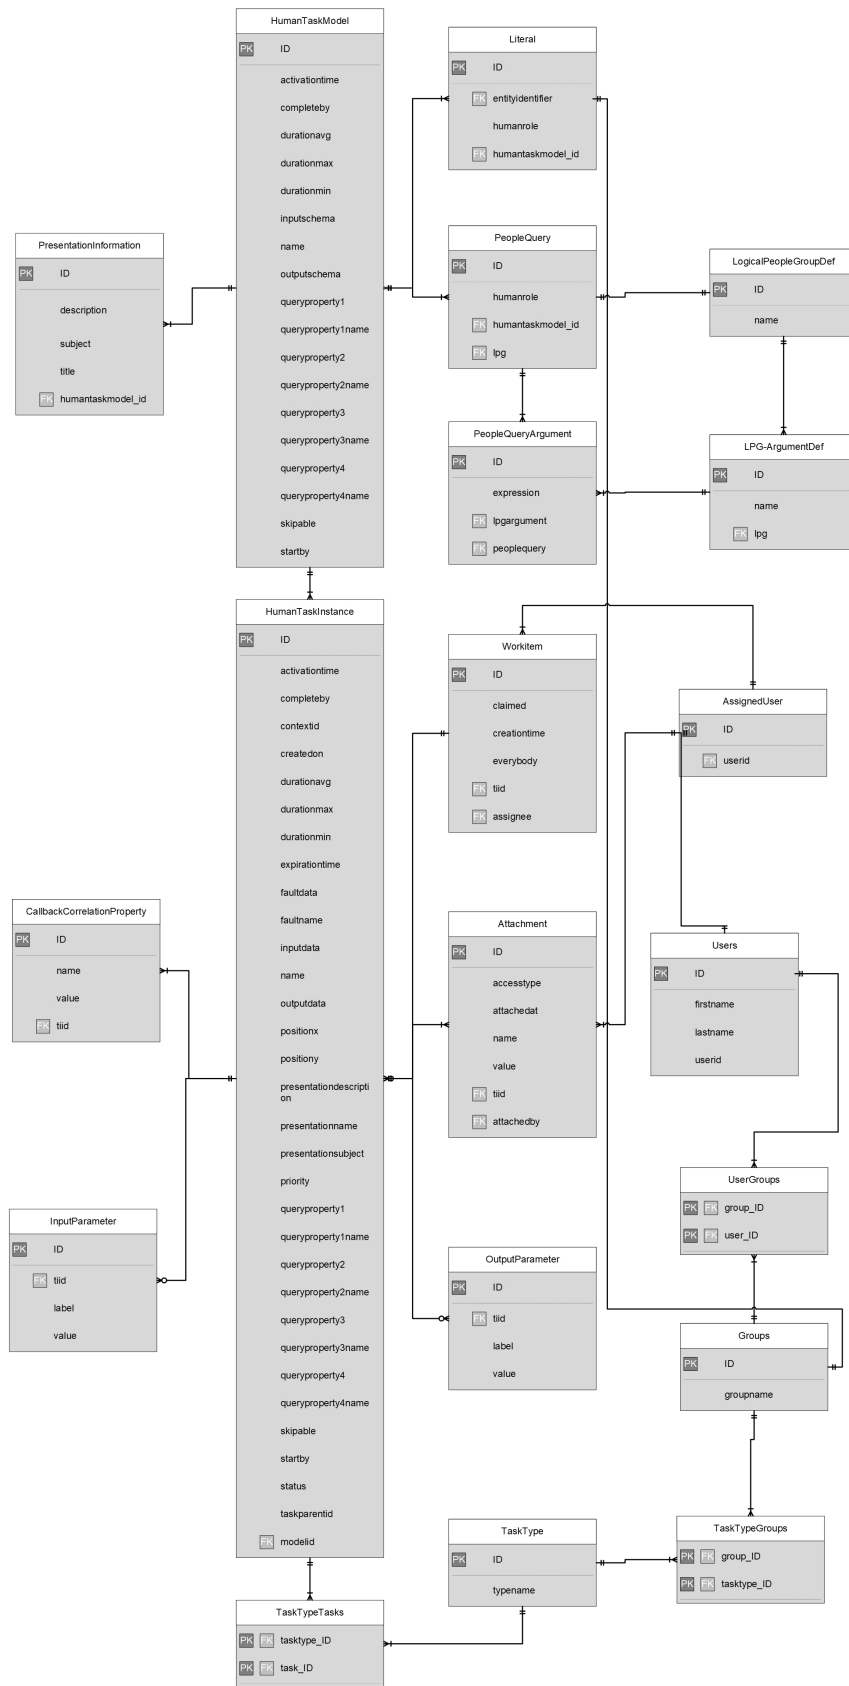 HumanTaskModel
PK ID
activationtime
completeby
durationavg
durationmax
durationmin
inputschema
name
outputschema
queryproperty1
queryproperty1name
queryproperty2
queryproperty2name
queryproperty3
queryproperty3name
queryproperty4
queryproperty4name
skipable
startby
Literal
PK ID
FK entityidentifier
humanrole
FK humantaskmodel_id
PresentationInformation
PK ID
description
subject
title
FK humantaskmodel_id
PeopleQuery
PK ID
humanrole
FK humantaskmodel_id
FK lpg
LogicalPeopleGroupDef
PK ID
name
PeopleQueryArgument
PK ID
expression
FK lpgargument
FK peoplequery
LPG-ArgumentDef
PK ID
name
FK lpg
HumanTaskInstance
PK ID
activationtime
completeby
contextid
createdon
durationavg
durationmax
durationmin
expirationtime
faultdata
faultname
inputdata
name
outputdata
positionx
positiony
presentationdescripti
on
presentationname
presentationsubject
priority
queryproperty1
queryproperty1name
queryproperty2
queryproperty2name
queryproperty3
queryproperty3name
queryproperty4
queryproperty4name
skipable
startby
status
taskparentid
FK modelid
Workitem
PK ID
claimed
creationtime
everybody
FK tiid
FK assignee
AssignedUser
PK ID
FK userid
CallbackCorrelationProperty
PK ID
name
value
FK tiid
Attachment
PK ID
accesstype
attachedat
name
value
FK tiid
FK attachedby
Users
PK ID
firstname
lastname
userid
UserGroups
PK FK group_ID
PK FK user_ID
InputParameter
PK ID
FK tiid
label
value
OutputParameter
PK ID
FK tiid
label
value
Groups
PK ID
groupname
TaskType
PK ID
typename
TaskTypeGroups
PK FK group_ID
PK FK tasktype_ID
TaskTypeTasks
PK FK tasktype_ID
PK FK task_ID